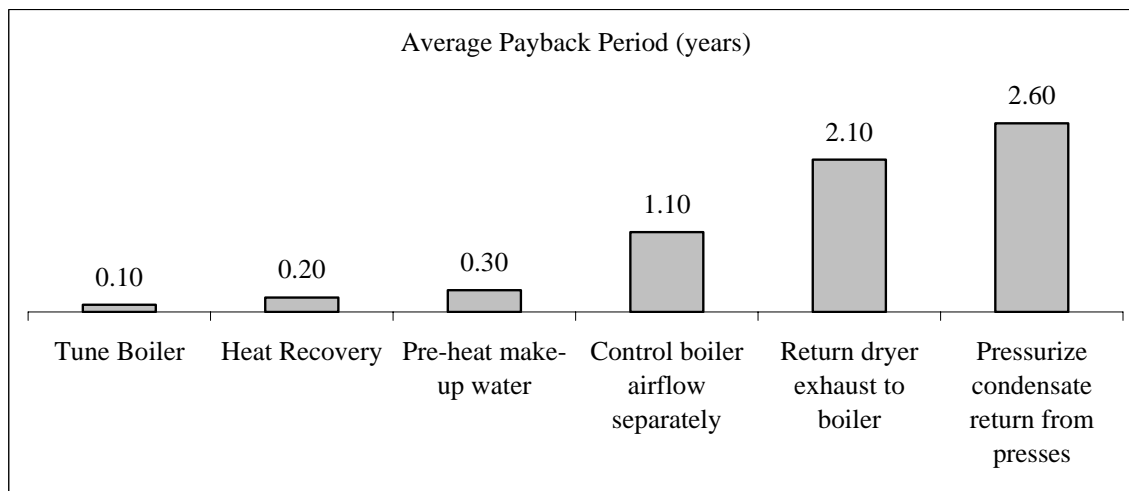 Average Payback Period (years)
0.10
0.20
0.30
1.10
2.10
2.60
Tune Boiler
Heat Recovery
Pre-heat make-
up water
Control boiler
airflow
separately
Return dryer
exhaust to
boiler
Pressurize
condensate
return from
presses